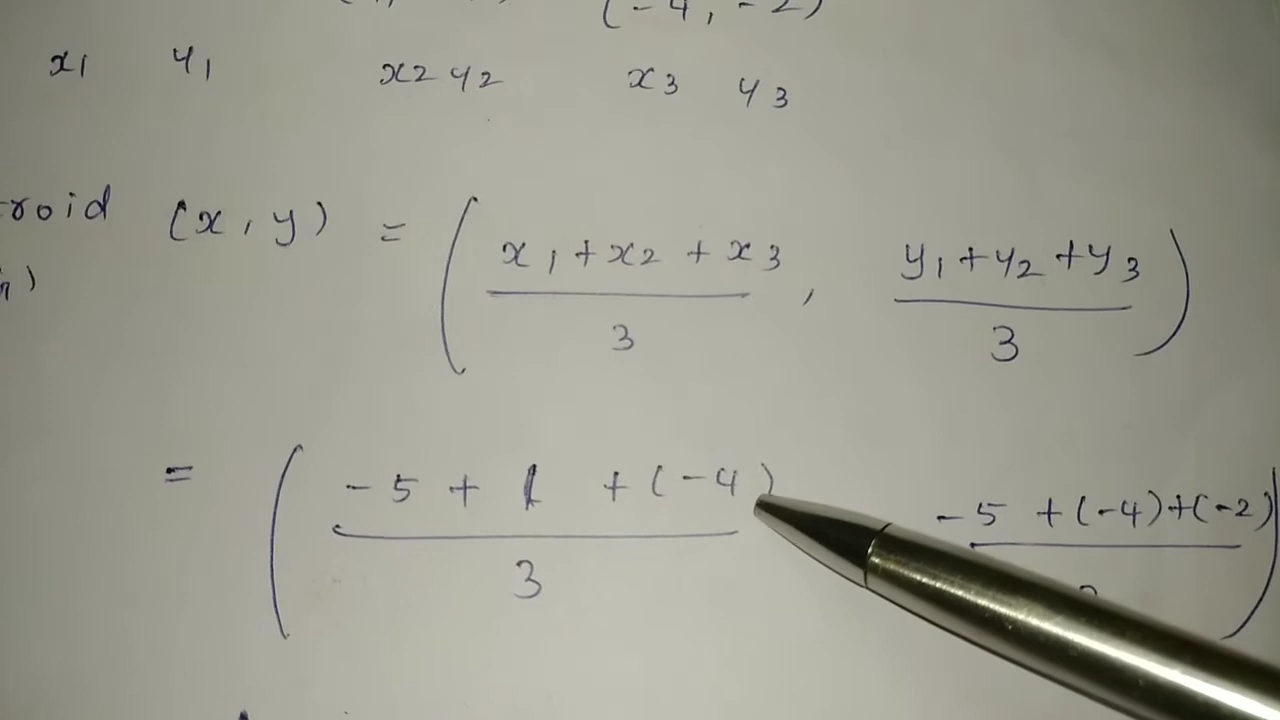 (-4, -2)
x1 y1 x2 y2 x3 y3
roid (x, y) = ( x1 + x2 + x3 / 3 , y1 + y2 + y3 / 3 )
= ( -5 + 1 + (-4) / 3 -5 + (-4) + (-2) / )